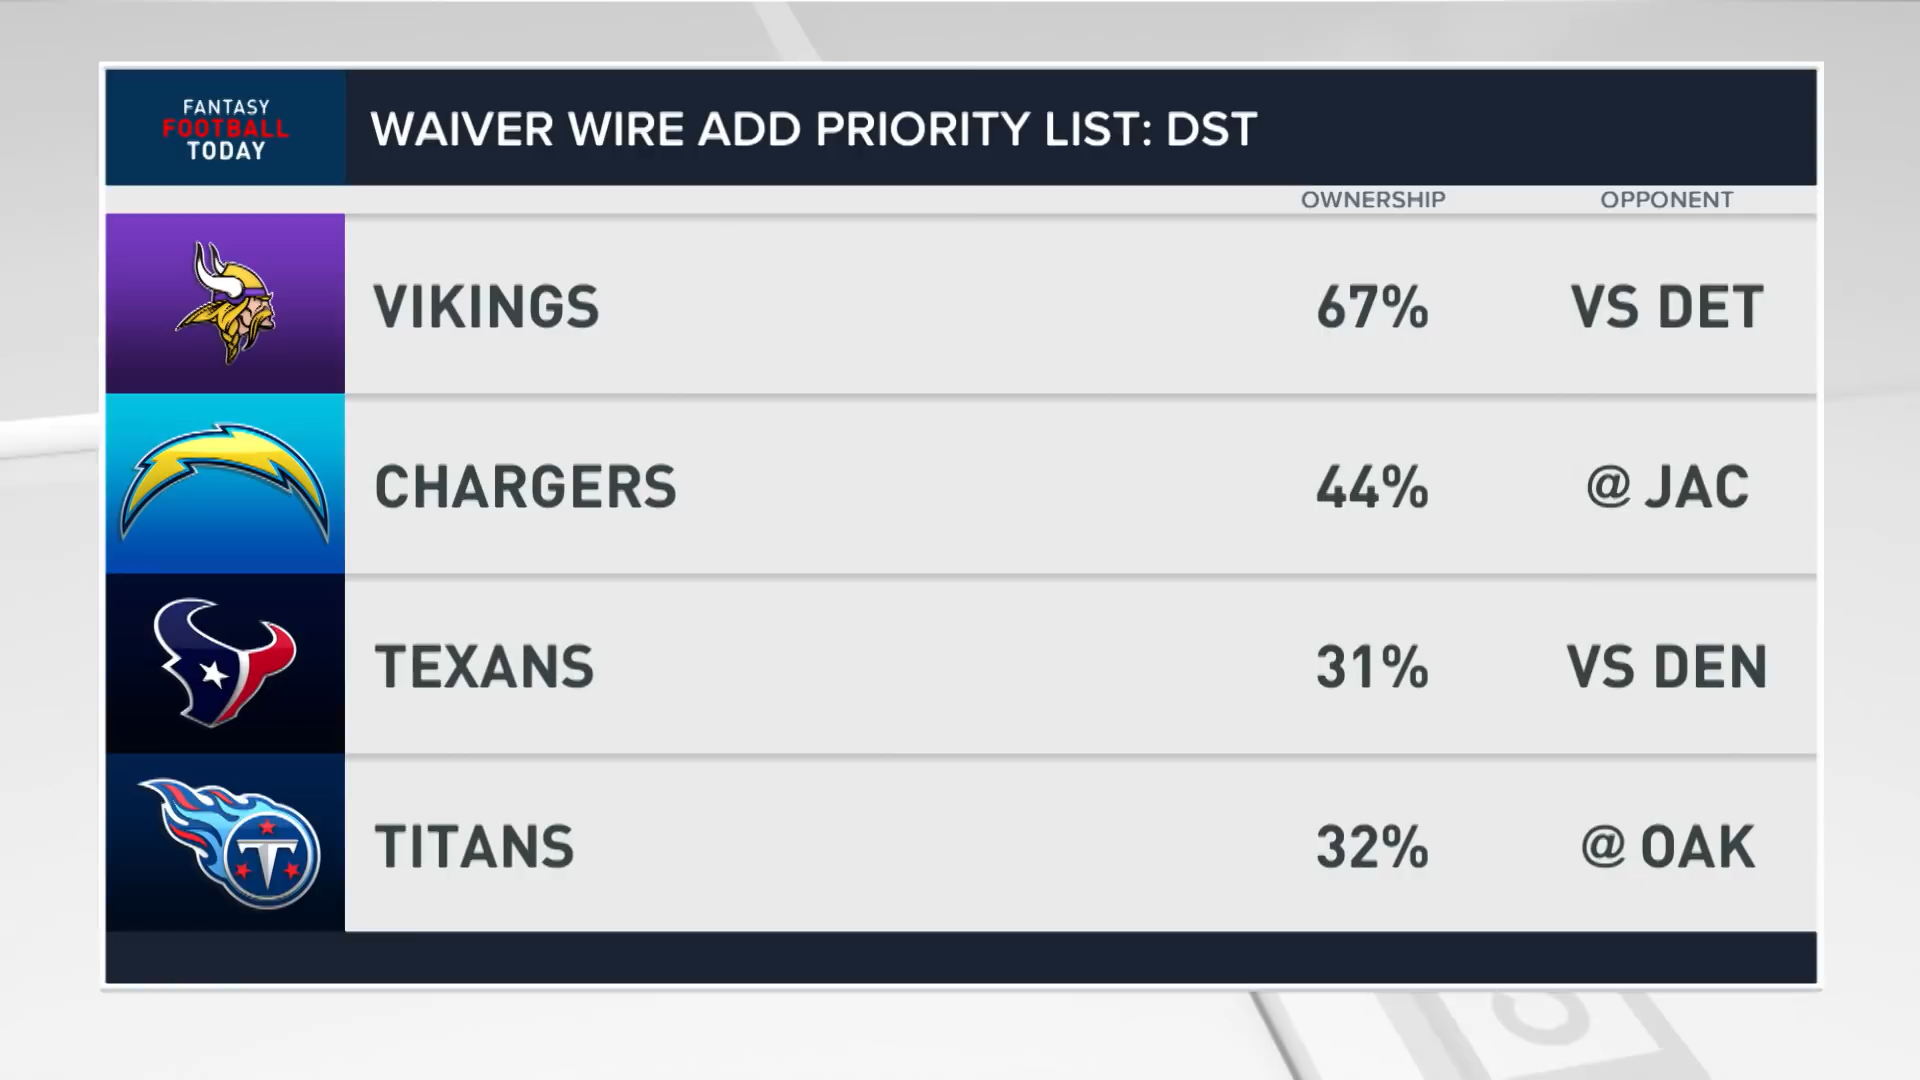 FANTASY
FOOTBALL
TODAY
WAIVER WIRE ADD PRIORITY LIST: DST
OWNERSHIP OPPONENT
VIKINGS 67% VS DET
CHARGERS 44% @ JAC
TEXANS 31% VS DEN
TITANS 32% @ OAK